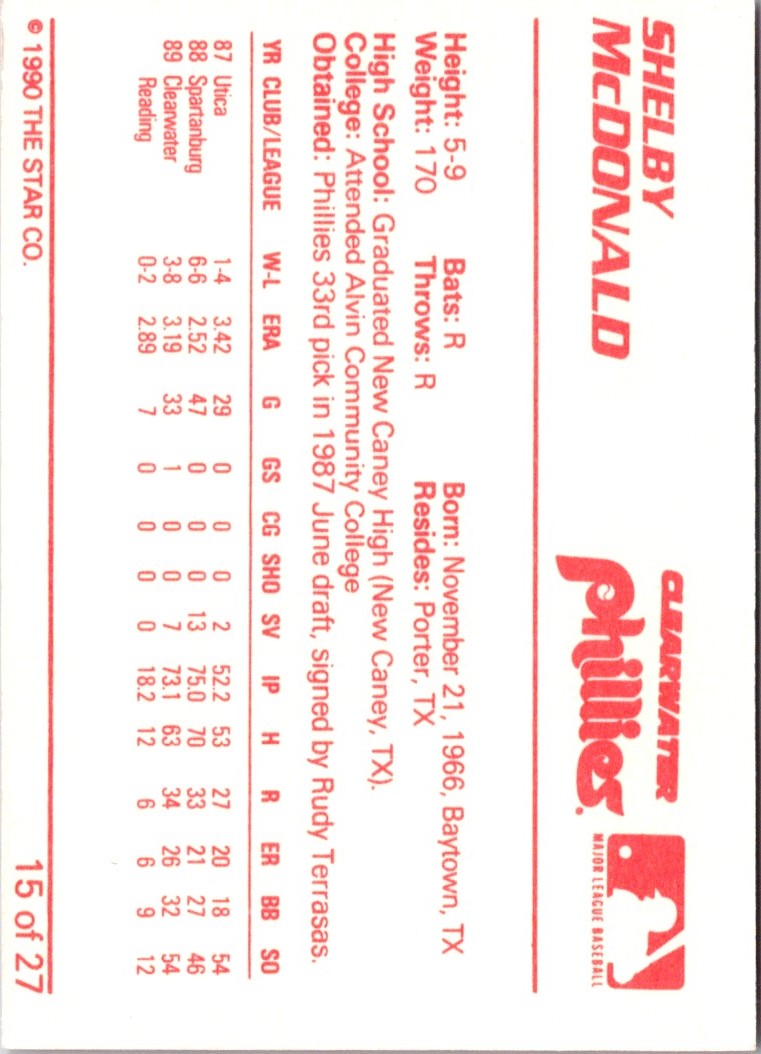 SHELBY
McDONALD
CLEARWATER
Phillies
MAJOR LEAGUE BASEBALL
Height: 5-9 Bats: R Born: November 21, 1966, Baytown, TX
Weight: 170 Throws: R Resides: Porter, TX
High School: Graduated New Caney High (New Caney, TX).
College: Attended Alvin Community College
Obtained: Phillies 33rd pick in 1987 June draft, signed by Rudy Terrasas.
YR CLUB/LEAGUE W-L ERA G GS CG SHO SV IP H R ER BB SO
87 Utica 1-4 3.42 29 0 0 0 2 52.2 53 27 20 18 54
88 Spartanburg 6-6 2.52 47 0 0 0 13 75.0 70 33 21 27 46
89 Clearwater 3-8 3.19 33 1 0 0 7 73.1 63 34 26 32 54
Reading 0-2 2.89 7 0 0 0 0 18.2 12 6 6 9 12
© 1990 THE STAR CO. 15 of 27